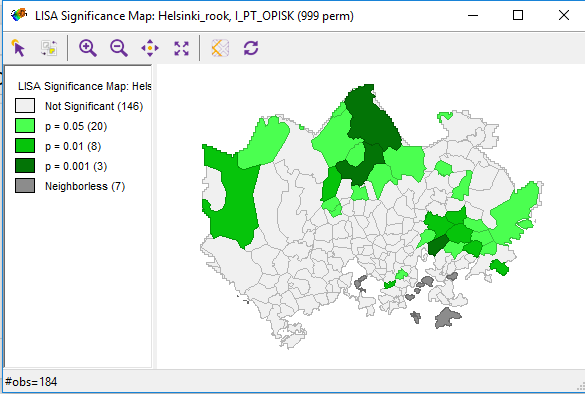 LISA Significance Map: Helsinki_rook, I_PT_OPISK (999 perm)
LISA Significance Map: Hels
Not Significant (146)
p = 0.05 (20)
p = 0.01 (8)
p = 0.001 (3)
Neighborless (7)
#obs=184